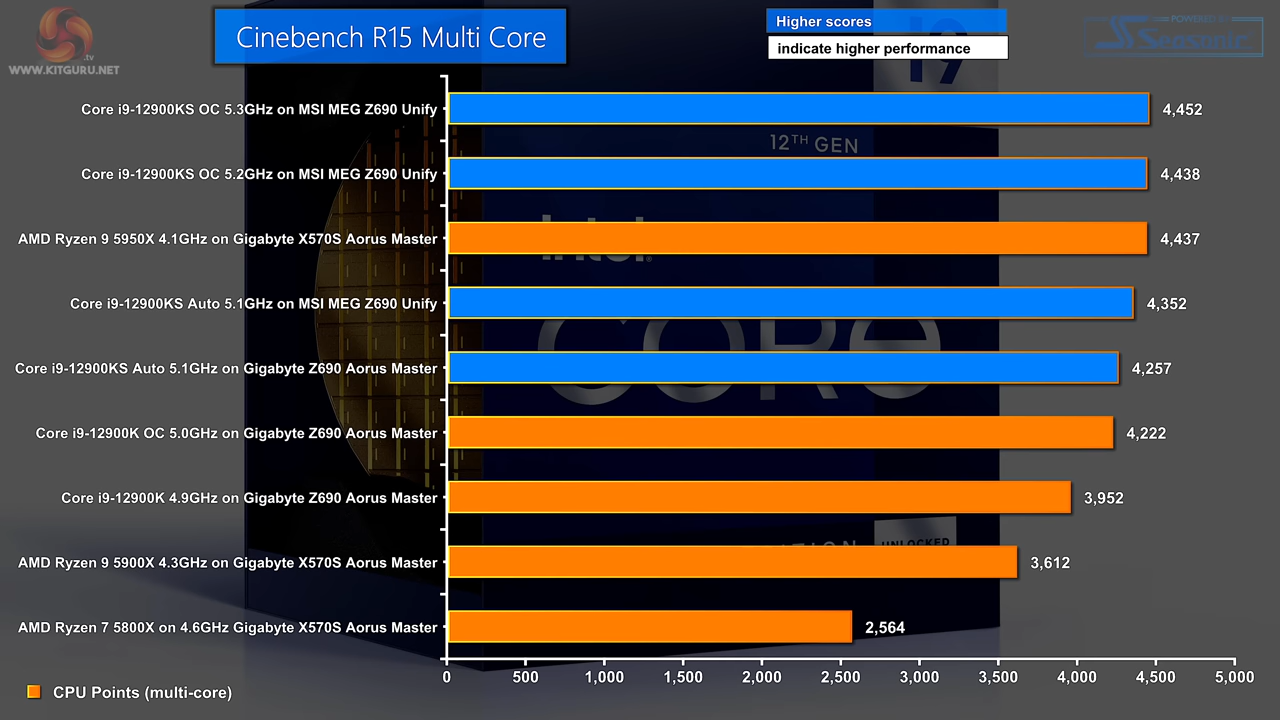 Cinebench R15 Multi Core
Higher scores
indicate higher performance
POWERED BY
Seasonic
.tv
WWW.KITGURU.NET
i9
12TH GEN
intel.
CORE
UNLOCKED
Core i9-12900KS OC 5.3GHz on MSI MEG Z690 Unify 4,452
Core i9-12900KS OC 5.2GHz on MSI MEG Z690 Unify 4,438
AMD Ryzen 9 5950X 4.1GHz on Gigabyte X570S Aorus Master 4,437
Core i9-12900KS Auto 5.1GHz on MSI MEG Z690 Unify 4,352
Core i9-12900KS Auto 5.1GHz on Gigabyte Z690 Aorus Master 4,257
Core i9-12900K OC 5.0GHz on Gigabyte Z690 Aorus Master 4,222
Core i9-12900K 4.9GHz on Gigabyte Z690 Aorus Master 3,952
AMD Ryzen 9 5900X 4.3GHz on Gigabyte X570S Aorus Master 3,612
AMD Ryzen 7 5800X on 4.6GHz Gigabyte X570S Aorus Master 2,564
0 500 1,000 1,500 2,000 2,500 3,000 3,500 4,000 4,500 5,000
CPU Points (multi-core)